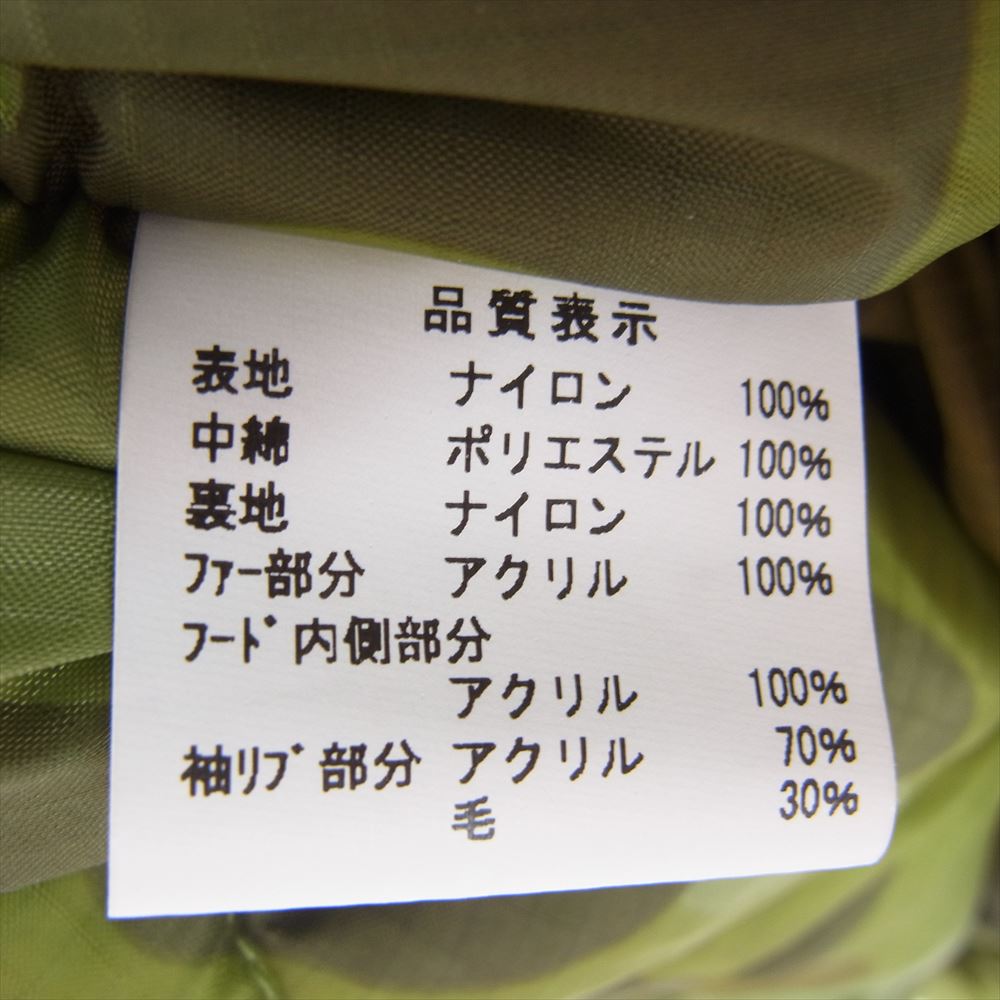 品質表示
表地 ナイロン 100%
中綿 ポリエステル 100%
裏地 ナイロン 100%
ﾌｧｰ部分 アクリル 100%
ﾌｰﾄﾞ内側部分
アクリル 100%
袖ﾘﾌﾞ部分 アクリル 70%
毛 30%